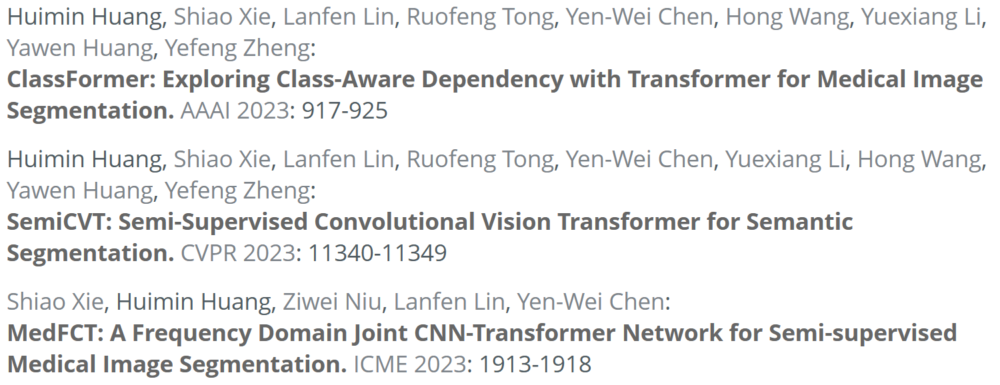 Huimin Huang, Shiao Xie, Lanfen Lin, Ruofeng Tong, Yen-Wei Chen, Hong Wang, Yuexiang Li,
Yawen Huang, Yefeng Zheng:
ClassFormer: Exploring Class-Aware Dependency with Transformer for Medical Image
Segmentation. AAAI 2023: 917-925
Huimin Huang, Shiao Xie, Lanfen Lin, Ruofeng Tong, Yen-Wei Chen, Yuexiang Li, Hong Wang,
Yawen Huang, Yefeng Zheng:
SemiCVT: Semi-Supervised Convolutional Vision Transformer for Semantic
Segmentation. CVPR 2023: 11340-11349
Shiao Xie, Huimin Huang, Ziwei Niu, Lanfen Lin, Yen-Wei Chen:
MedFCT: A Frequency Domain Joint CNN-Transformer Network for Semi-supervised
Medical Image Segmentation. ICME 2023: 1913-1918